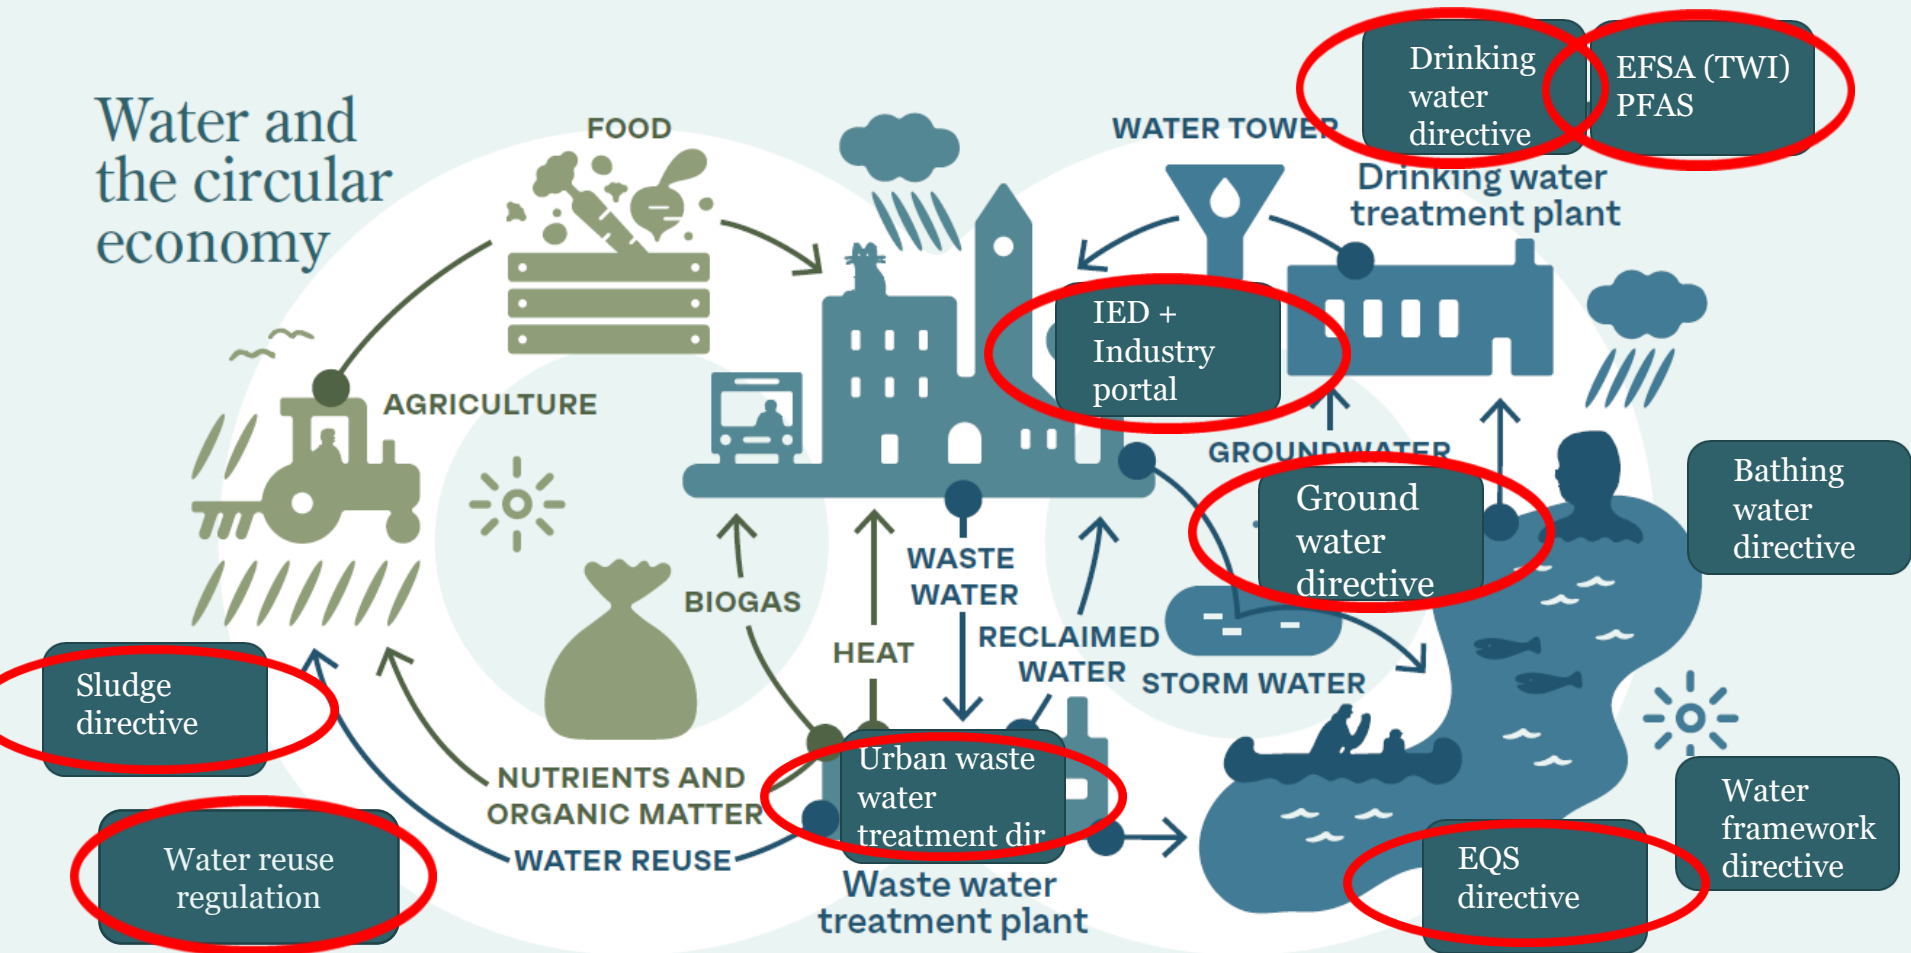 Water and
the circular
economy
FOOD
WATER TOWER
Drinking
water
directive
EFSA (TWI)
PFAS
Drinking water
treatment plant
IED +
Industry
portal
AGRICULTURE
GROUNDWATER
Ground
water
directive
Bathing
water
directive
WASTE
WATER
BIOGAS
HEAT
RECLAIMED
WATER
STORM WATER
Sludge
directive
NUTRIENTS AND
ORGANIC MATTER
Urban waste
water
treatment dir
WATER REUSE
Water reuse
regulation
Waste water
treatment plant
EQS
directive
Water
framework
directive